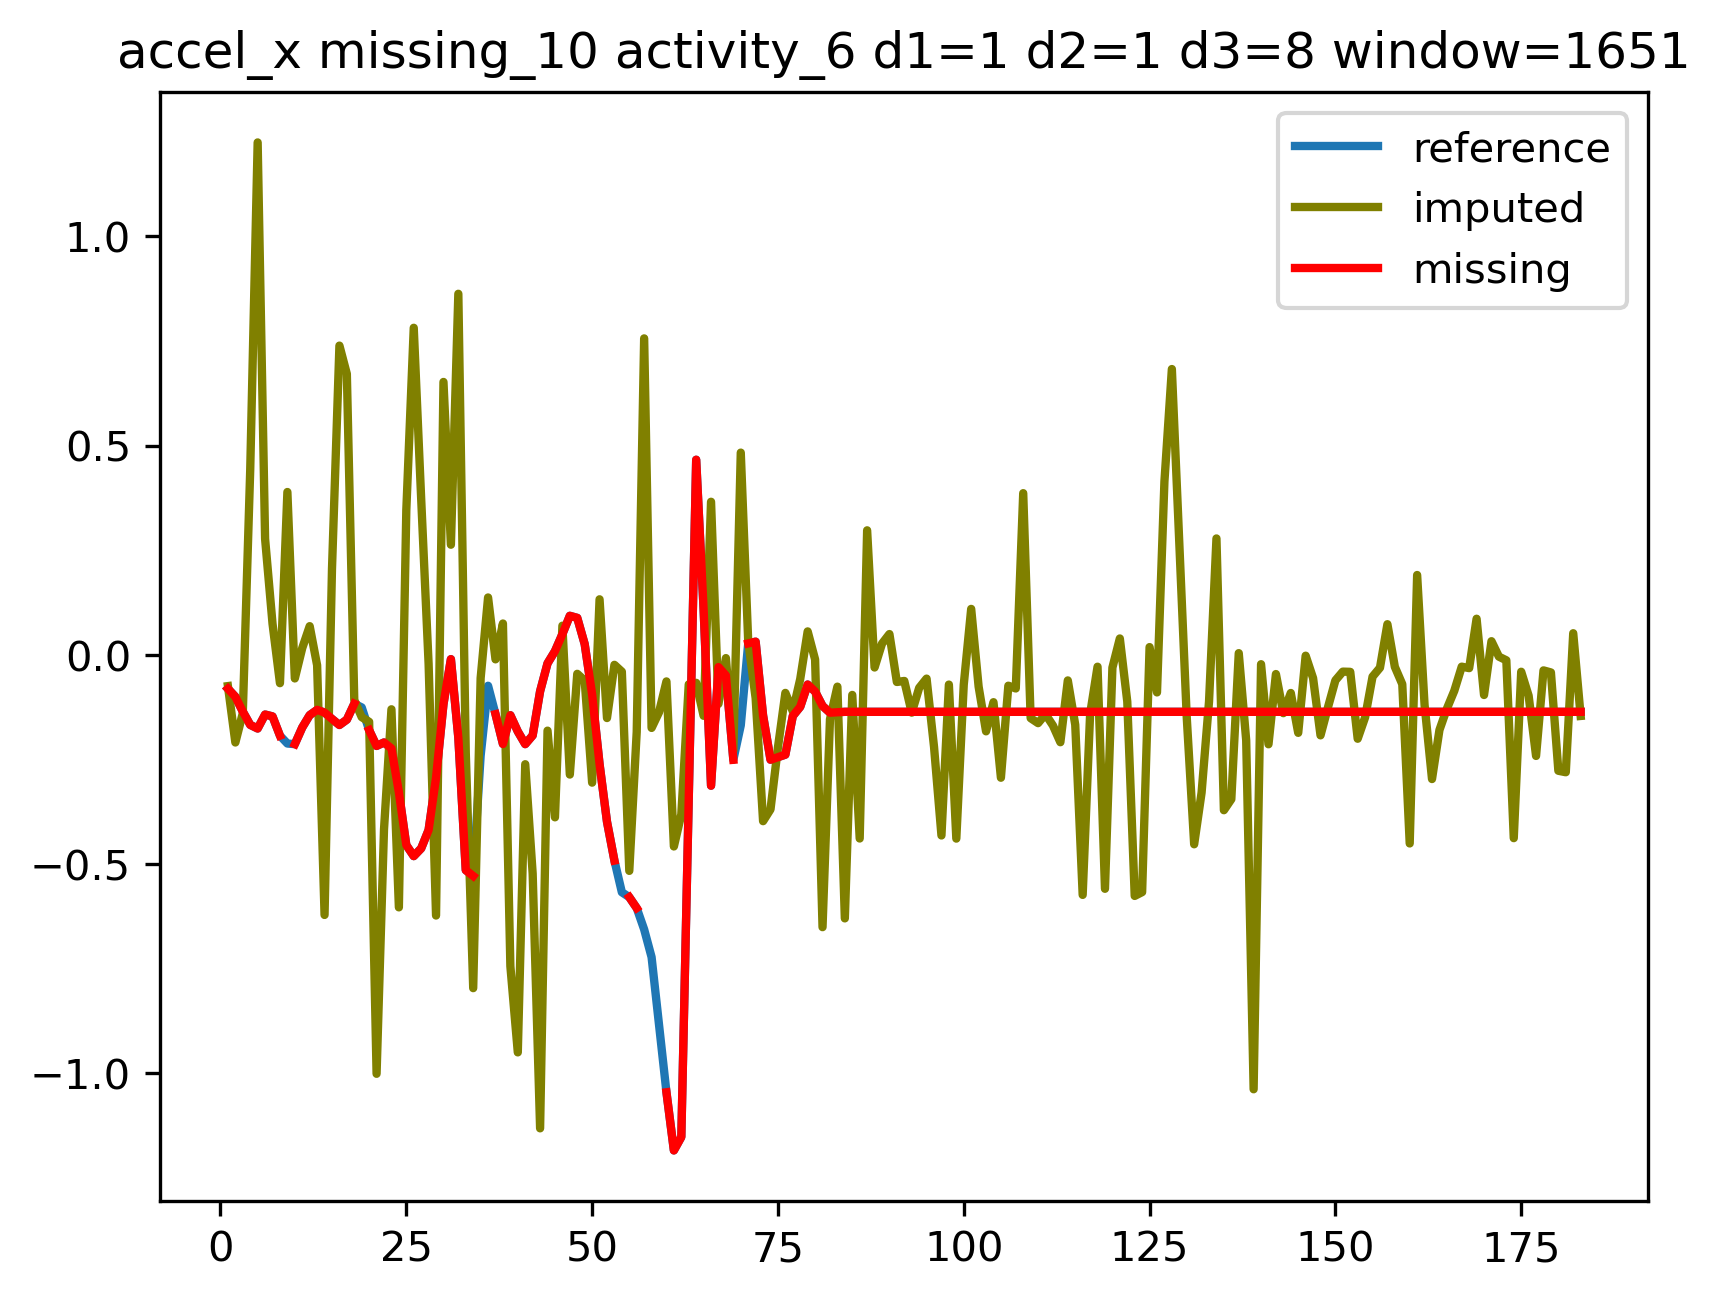 accel_x missing_10 activity_6 d1=1 d2=1 d3=8 window=1651
reference
imputed
missing
1.0
0.5
0.0
−0.5
−1.0
0 25 50 75 100 125 150 175